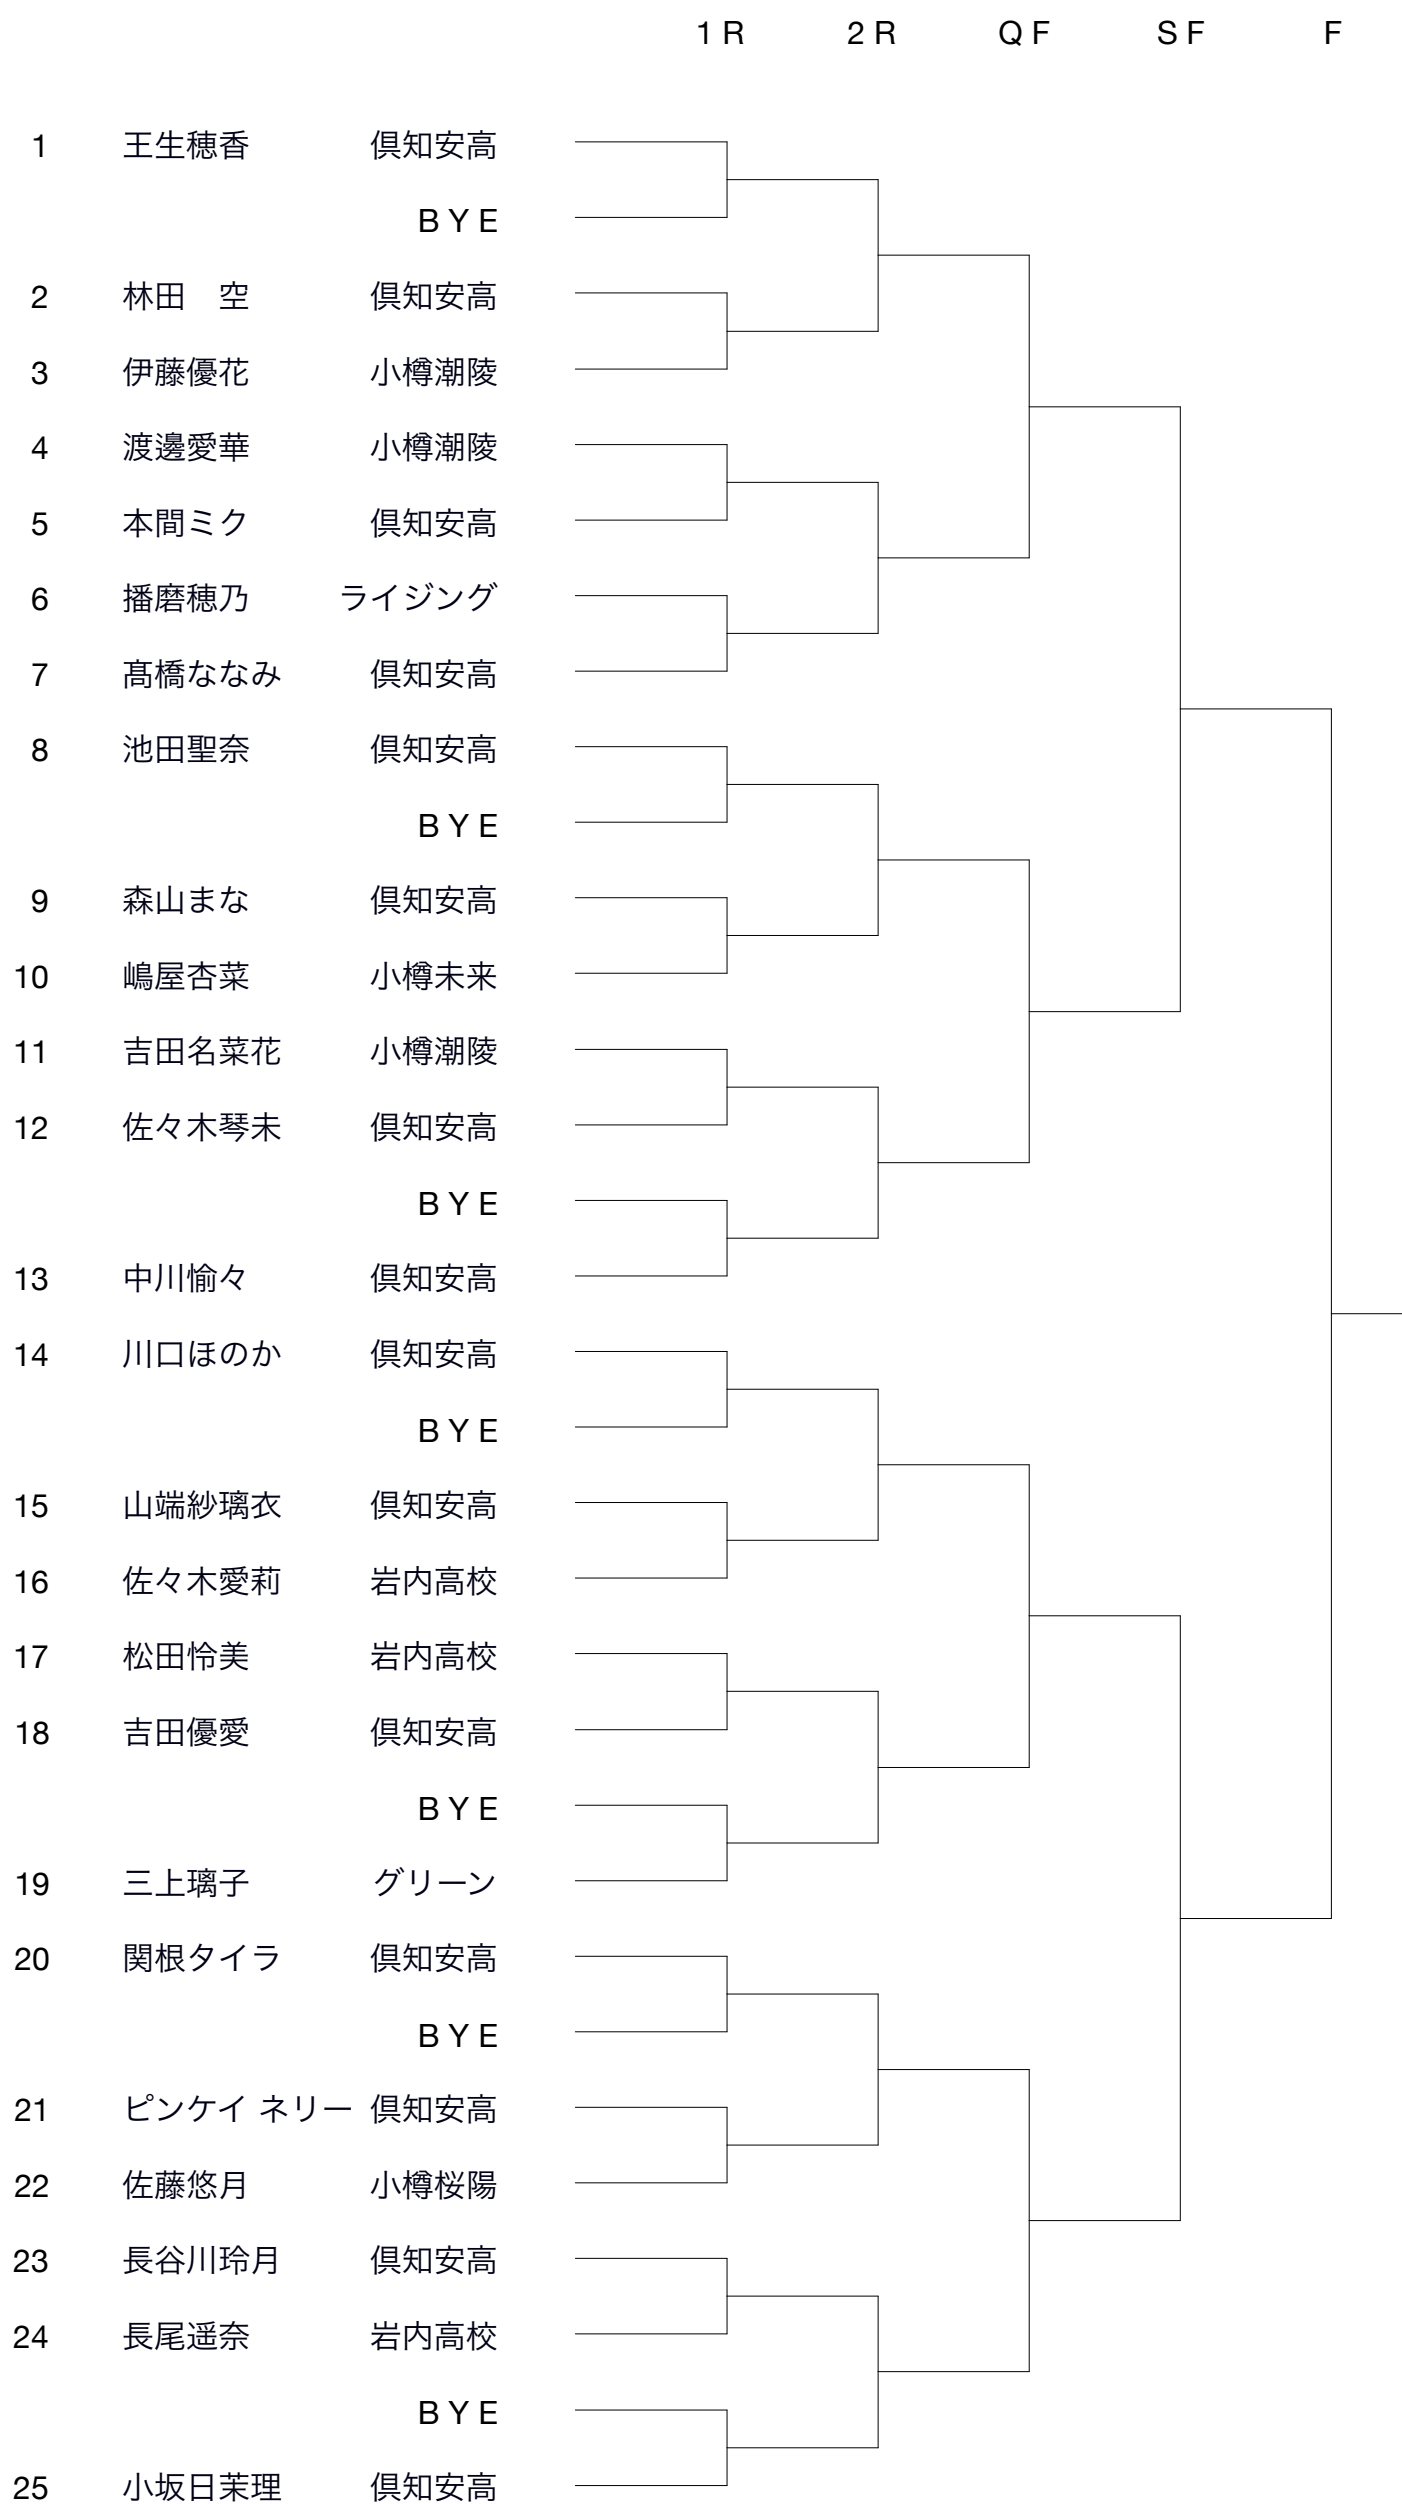 1 R 2 R Q F S F F
1 王生穂香 倶知安高
B Y E
2 林田　空 倶知安高
3 伊藤優花 小樽潮陵
4 渡邊愛華 小樽潮陵
5 本間ミク 倶知安高
6 播磨穂乃 ライジング
7 髙橋ななみ 倶知安高
8 池田聖奈 倶知安高
B Y E
9 森山まな 倶知安高
10 嶋屋杏菜 小樽未来
11 吉田名菜花 小樽潮陵
12 佐々木琴未 倶知安高
B Y E
13 中川愉々 倶知安高
14 川口ほのか 倶知安高
B Y E
15 山端紗璃衣 倶知安高
16 佐々木愛莉 岩内高校
17 松田怜美 岩内高校
18 吉田優愛 倶知安高
B Y E
19 三上璃子 グリーン
20 関根タイラ 倶知安高
B Y E
21 ピンケイ ネリー 倶知安高
22 佐藤悠月 小樽桜陽
23 長谷川玲月 倶知安高
24 長尾遥奈 岩内高校
B Y E
25 小坂日茉理 倶知安高